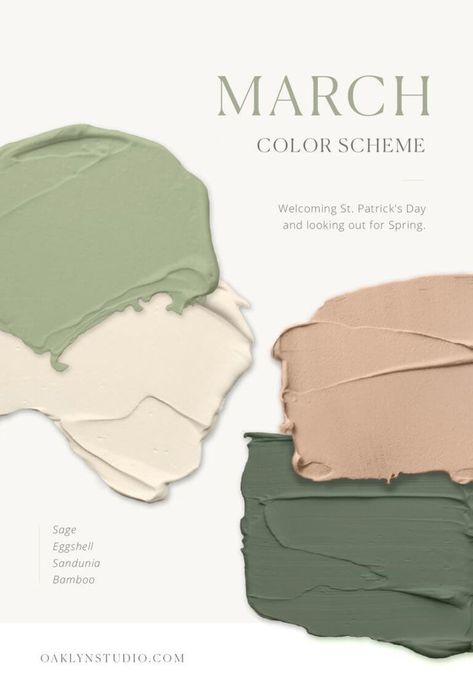 MARCH
COLOR SCHEME
Welcoming St. Patrick's Day
and looking out for Spring.
Sage
Eggshell
Sandunia
Bamboo
OAKLYNSTUDIO.COM